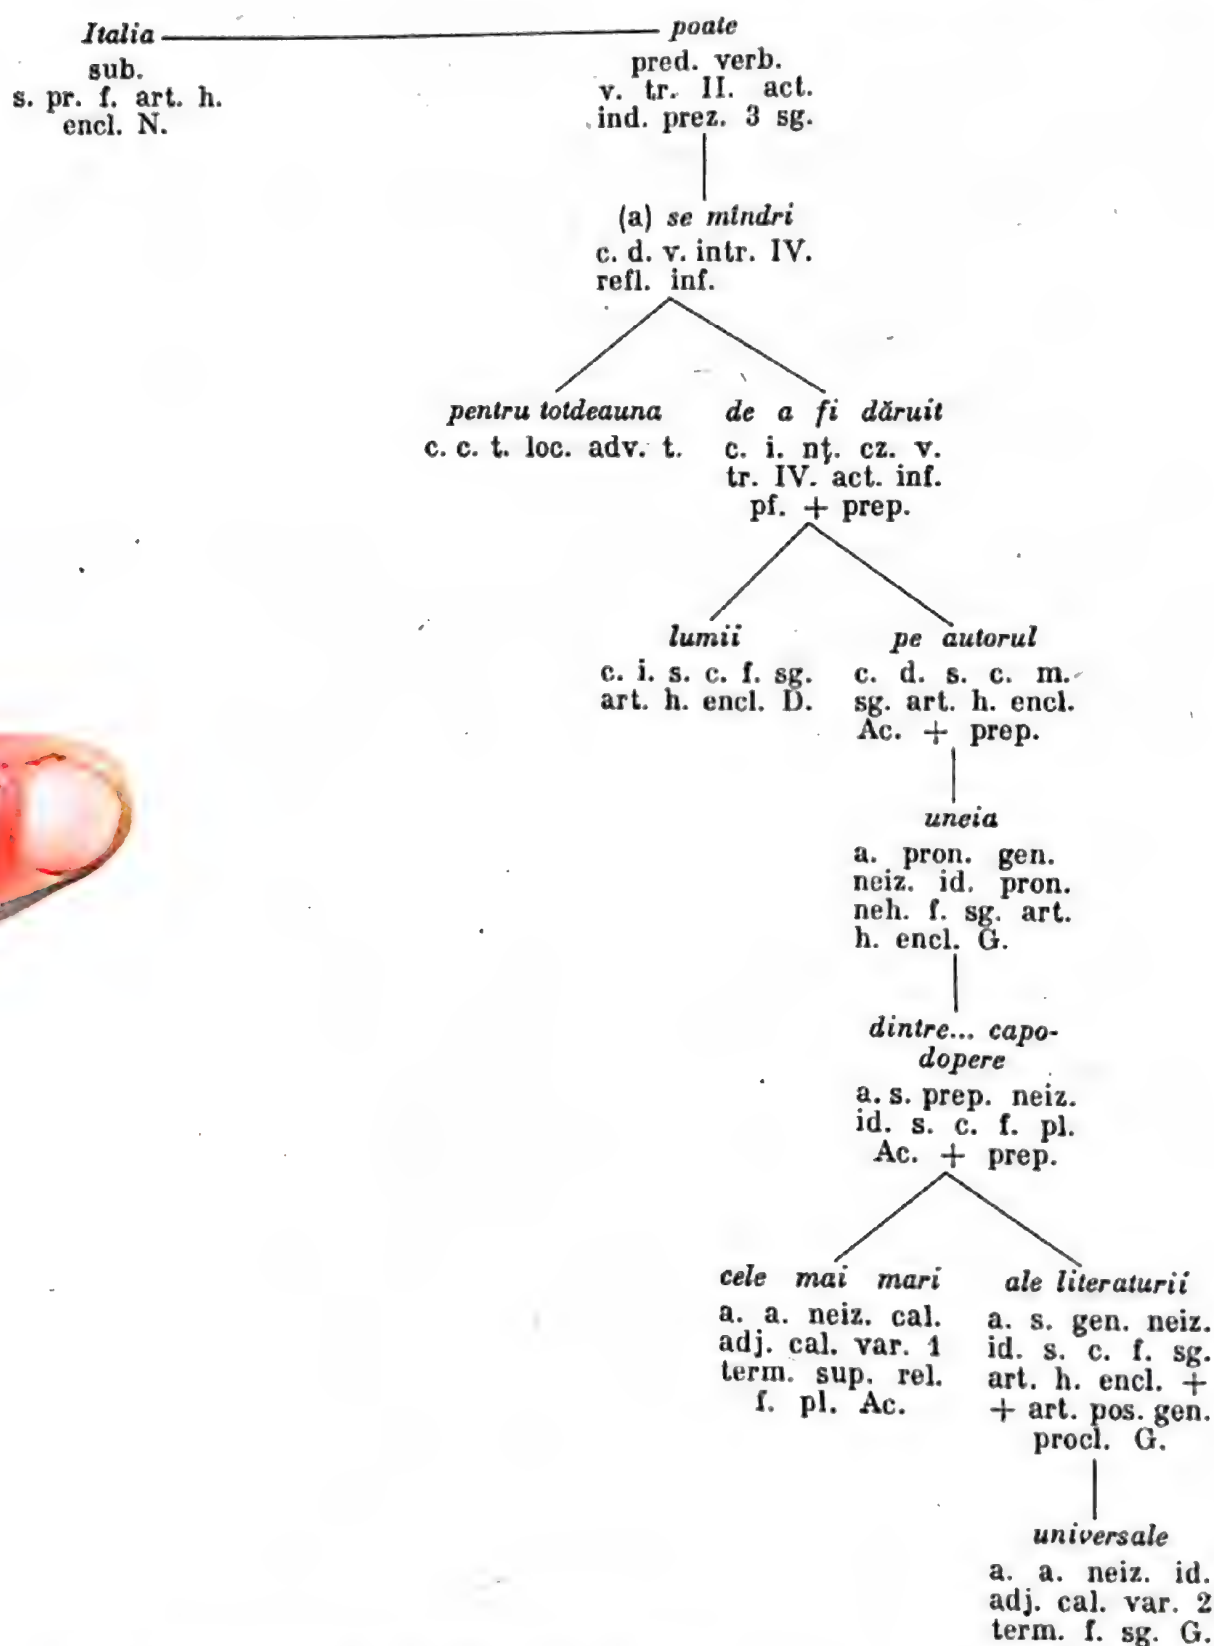 Italia
sub.
s. pr. f. art. h.
encl. N.
poate
pred. verb.
v. tr. II. act.
ind. prez. 3 sg.
(a) se mîndri
c. d. v. intr. IV.
refl. inf.
pentru totdeauna
c. c. t. loc. adv. t.
de a fi dăruit
c. i. nţ. cz. v.
tr. IV. act. inf.
pf. + prep.
lumii
c. i. s. c. f. sg.
art. h. encl. D.
pe autorul
c. d. s. c. m.
sg. art. h. encl.
Ac. + prep.
uneia
a. pron. gen.
neiz. id. pron.
neh. f. sg. art.
h. encl. G.
dintre... capo-
dopere
a. s. prep. neiz.
id. s. c. f. pl.
Ac. + prep.
cele mai mari
a. a. neiz. cal.
adj. cal. var. 1
term. sup. rel.
f. pl. Ac.
ale literaturii
a. s. gen. neiz.
id. s. c. f. sg.
art. h. encl. +
+ art. pos. gen.
procl. G.
universale
a. a. neiz. id.
adj. cal. var. 2
term. f. sg. G.